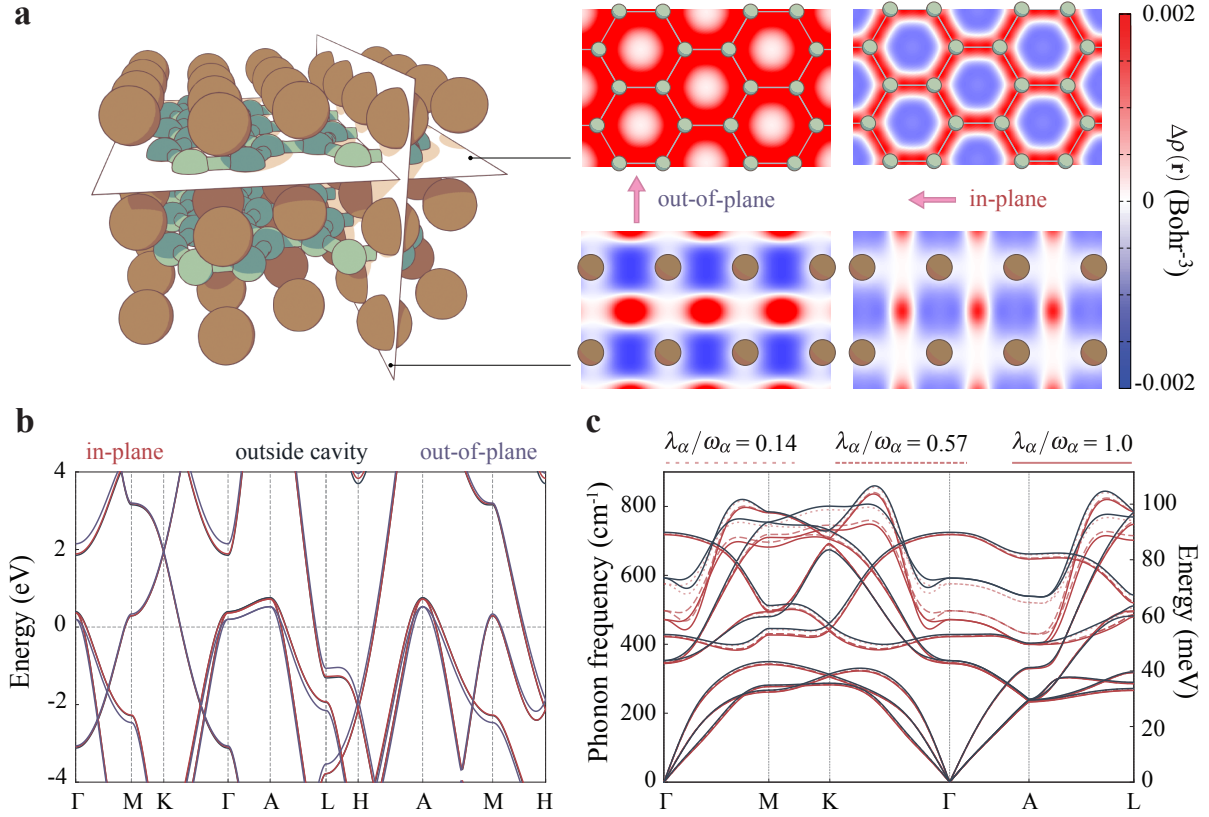 a
out-of-plane
in-plane
0.002
0
-0.002
Δρ(r) (Bohr⁻³)
b
in-plane
outside cavity
out-of-plane
Energy (eV)
4
2
0
-2
-4
Γ M K Γ A L H A M H
c
λα/ωα = 0.14
λα/ωα = 0.57
λα/ωα = 1.0
Phonon frequency (cm⁻¹)
800
600
400
200
0
Γ M K Γ A L
100
80
60
40
20
0
Energy (meV)